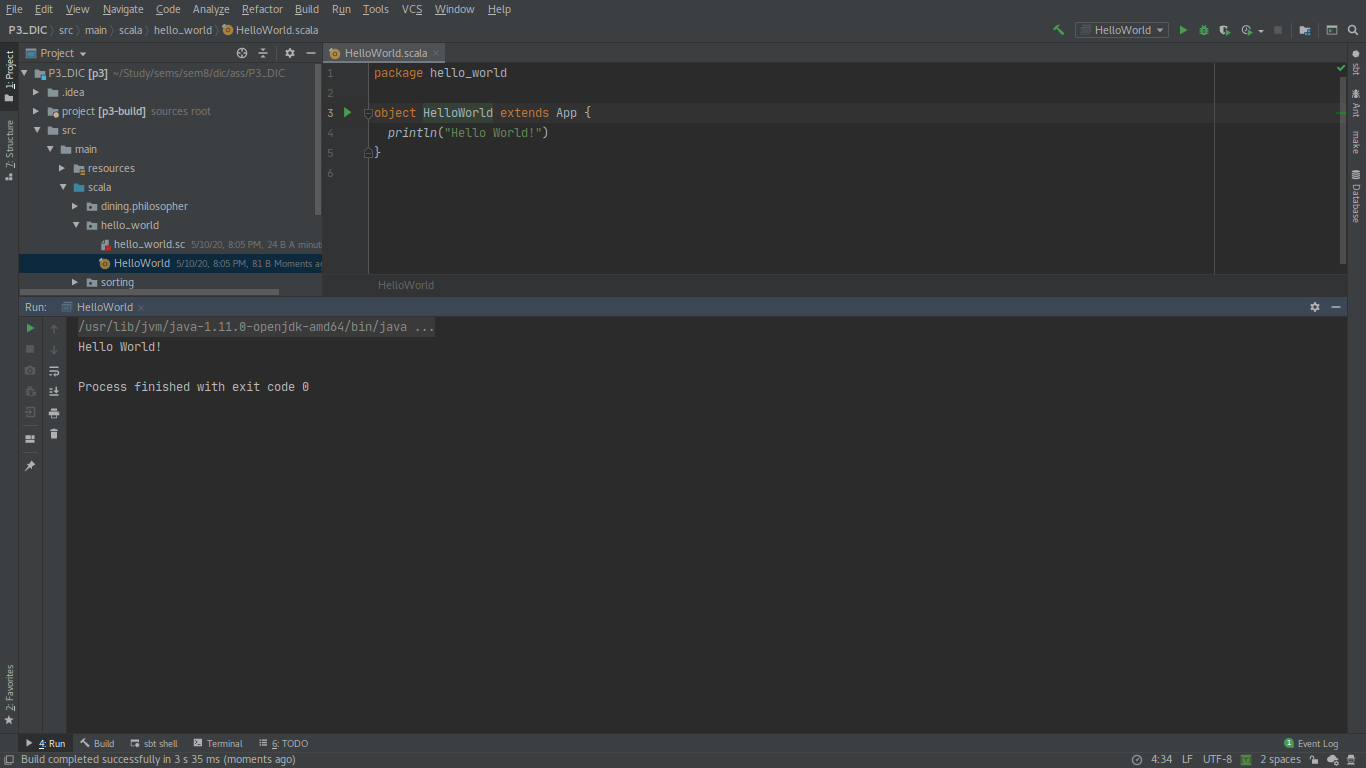 File Edit View Navigate Code Analyze Refactor Build Run Tools VCS Window Help
P3_DIC src main scala hello_world HelloWorld.scala HelloWorld
1: Project
7: Structure
2: Favorites
Project
P3_DIC [p3] ~/Study/sems/sem8/dic/ass/P3_DIC
.idea
project [p3-build] sources root
src
main
resources
scala
dining.philosopher
hello_world
hello_world.sc 5/10/20, 8:05 PM, 24 B A minut
HelloWorld 5/10/20, 8:05 PM, 81 B Moments a
sorting
HelloWorld.scala
1 package hello_world
2
3 object HelloWorld extends App {
4 println("Hello World!")
5 }
6
HelloWorld
sbt
Ant
make
Database
Run: HelloWorld
/usr/lib/jvm/java-1.11.0-openjdk-amd64/bin/java ...
Hello World!
Process finished with exit code 0
4: Run Build sbt shell Terminal 6: TODO 1 Event Log
Build completed successfully in 3 s 35 ms (moments ago) 4:34 LF UTF-8 2 spaces